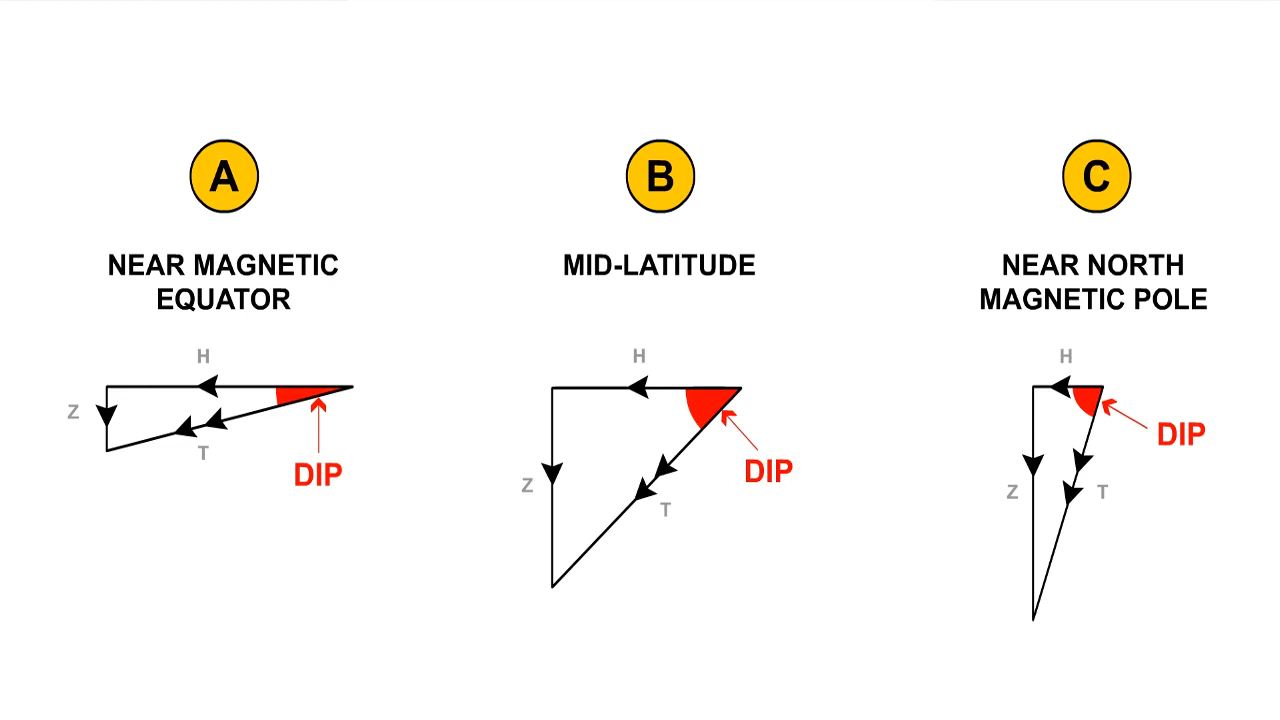 A
NEAR MAGNETIC
EQUATOR
H
Z
T
DIP
B
MID-LATITUDE
H
Z
T
DIP
C
NEAR NORTH
MAGNETIC POLE
H
Z
T
DIP